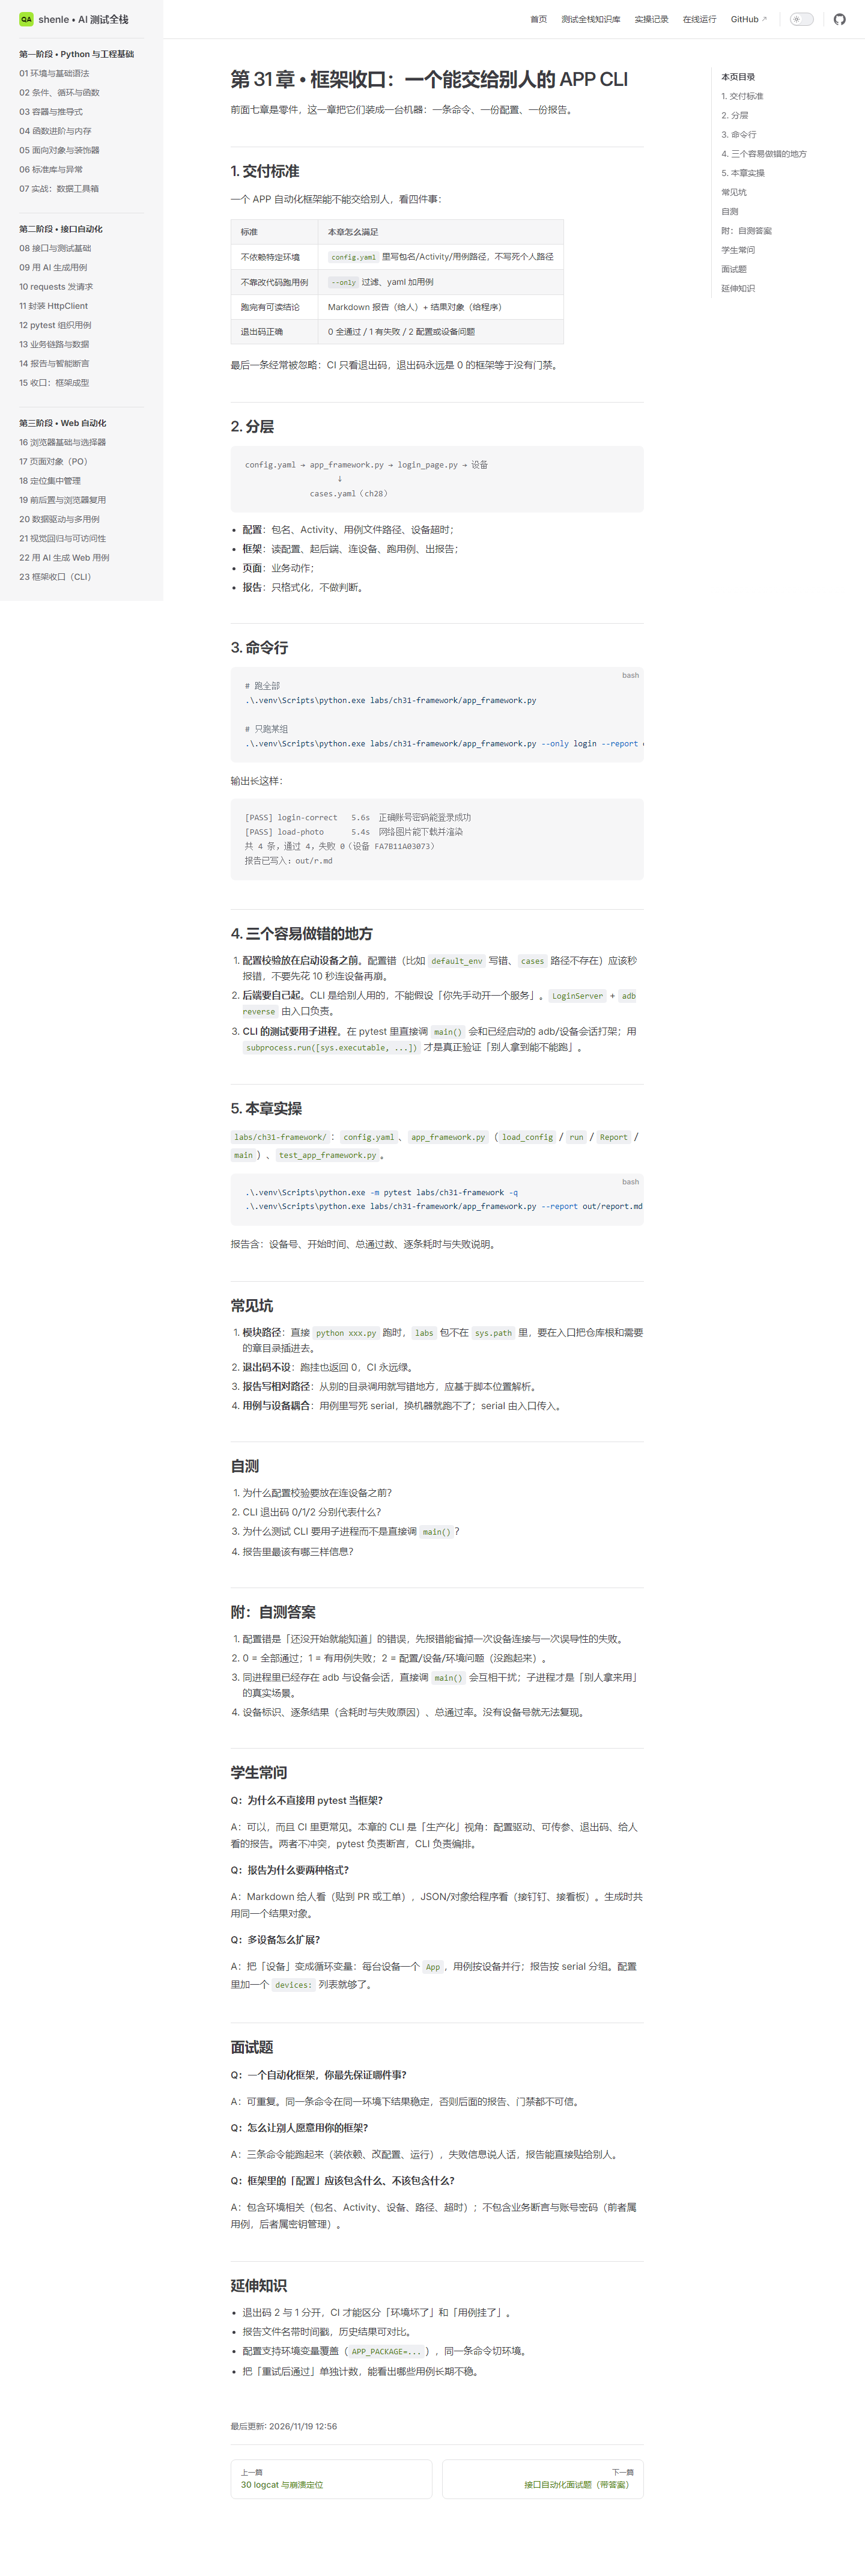 QA shenle • AI 测试全栈
首页
测试全栈知识库
实操记录
在线运行
GitHub ↗
第一阶段 • Python 与工程基础
01 环境与基础语法
02 条件、循环与函数
03 容器与推导式
04 函数进阶与内存
05 面向对象与装饰器
06 标准库与异常
07 实战：数据工具箱
第二阶段 • 接口自动化
08 接口与测试基础
09 用 AI 生成用例
10 requests 发请求
11 封装 HttpClient
12 pytest 组织用例
13 业务链路与数据
14 报告与智能断言
15 收口：框架成型
第三阶段 • Web 自动化
16 浏览器基础与选择器
17 页面对象（PO）
18 定位集中管理
19 前后置与浏览器复用
20 数据驱动与多用例
21 视觉回归与可访问性
22 用 AI 生成 Web 用例
23 框架收口（CLI）
第 31 章 • 框架收口：一个能交给别人的 APP CLI
前面七章是零件，这一章把它们装成一台机器：一条命令、一份配置、一份报告。
1. 交付标准
一个 APP 自动化框架能不能交给别人，看四件事：
标准 本章怎么满足
不依赖特定环境 config.yaml 里写包名/Activity/用例路径，不写死个人路径
不靠改代码跑用例 --only 过滤、yaml 加用例
跑完有可读结论 Markdown 报告（给人）+ 结果对象（给程序）
退出码正确 0 全通过 / 1 有失败 / 2 配置或设备问题
最后一条经常被忽略：CI 只看退出码，退出码永远是 0 的框架等于没有门禁。
2. 分层
config.yaml → app_framework.py → login_page.py → 设备
↓
cases.yaml（ch28）
• 配置：包名、Activity、用例文件路径、设备超时；
• 框架：读配置、起后端、连设备、跑用例、出报告；
• 页面：业务动作；
• 报告：只格式化，不做判断。
3. 命令行
bash
# 跑全部
.\.venv\Scripts\python.exe labs/ch31-framework/app_framework.py
# 只跑某组
.\.venv\Scripts\python.exe labs/ch31-framework/app_framework.py --only login --report
输出长这样：
[PASS] login-correct 5.6s 正确账号密码能登录成功
[PASS] load-photo 5.4s 网络图片能下载并渲染
共 4 条，通过 4，失败 0（设备 FA7B11A03073）
报告已写入：out/r.md
4. 三个容易做错的地方
1. 配置校验放在启动设备之前。配置错（比如 default_env 写错、cases 路径不存在）应该秒
报错，不要先花 10 秒连设备再崩。
2. 后端要自己起。CLI 是给别人用的，不能假设「你先手动开一个服务」。LoginServer + adb
reverse 由入口负责。
3. CLI 的测试要用子进程。在 pytest 里直接调 main() 会和已经启动的 adb/设备会话打架；用
subprocess.run([sys.executable, ...]) 才是真正验证「别人拿到能不能跑」。
5. 本章实操
labs/ch31-framework/：config.yaml、app_framework.py（load_config / run / Report /
main）、test_app_framework.py。
bash
.\.venv\Scripts\python.exe -m pytest labs/ch31-framework -q
.\.venv\Scripts\python.exe labs/ch31-framework/app_framework.py --report out/report.md
报告含：设备号、开始时间、总通过数、逐条耗时与失败说明。
常见坑
1. 模块路径：直接 python xxx.py 跑时，labs 包不在 sys.path 里，要在入口把仓库根和需要
的章目录插进去。
2. 退出码不设：跑挂也返回 0，CI 永远绿。
3. 报告写相对路径：从别的目录调用就写错地方，应基于脚本位置解析。
4. 用例与设备耦合：用例里写死 serial，换机器就跑不了；serial 由入口传入。
自测
1. 为什么配置校验要放在连设备之前？
2. CLI 退出码 0/1/2 分别代表什么？
3. 为什么测试 CLI 要用子进程而不是直接调 main()？
4. 报告里最该有哪三样信息？
附：自测答案
1. 配置错是「还没开始就能知道」的错误，先报错能省掉一次设备连接与一次误导性的失败。
2. 0 = 全部通过；1 = 有用例失败；2 = 配置/设备/环境问题（没跑起来）。
3. 同进程里已经存在 adb 与设备会话，直接调 main() 会互相干扰；子进程才是「别人拿来用」
的真实场景。
4. 设备标识、逐条结果（含耗时与失败原因）、总通过率。没有设备号就无法复现。
学生常问
Q：为什么不直接用 pytest 当框架？
A：可以，而且 CI 里更常见。本章的 CLI 是「生产化」视角：配置驱动、可传参、退出码、给人
看的报告。两者不冲突，pytest 负责断言，CLI 负责编排。
Q：报告为什么要两种格式？
A：Markdown 给人看（贴到 PR 或工单），JSON/对象给程序看（接钉钉、接看板）。生成时共
用同一个结果对象。
Q：多设备怎么扩展？
A：把「设备」变成循环变量：每台设备一个 App，用例按设备并行；报告按 serial 分组。配置
里加一个 devices: 列表就够了。
面试题
Q：一个自动化框架，你最先保证哪件事？
A：可重复。同一条命令在同一环境下结果稳定，否则后面的报告、门禁都不可信。
Q：怎么让别人愿意用你的框架？
A：三条命令能跑起来（装依赖、改配置、运行），失败信息说人话，报告能直接贴给别人。
Q：框架里的「配置」应该包含什么、不该包含什么？
A：包含环境相关（包名、Activity、设备、路径、超时）；不包含业务断言与账号密码（前者属
用例，后者属密钥管理）。
延伸知识
• 退出码 2 与 1 分开，CI 才能区分「环境坏了」和「用例挂了」。
• 报告文件名带时间戳，历史结果可对比。
• 配置支持环境变量覆盖（APP_PACKAGE=...），同一条命令切环境。
• 把「重试后通过」单独计数，能看出哪些用例长期不稳。
最后更新: 2026/11/19 12:56
上一篇
30 logcat 与崩溃定位
下一篇
接口自动化面试题（带答案）
本页目录
1. 交付标准
2. 分层
3. 命令行
4. 三个容易做错的地方
5. 本章实操
常见坑
自测
附：自测答案
学生常问
面试题
延伸知识